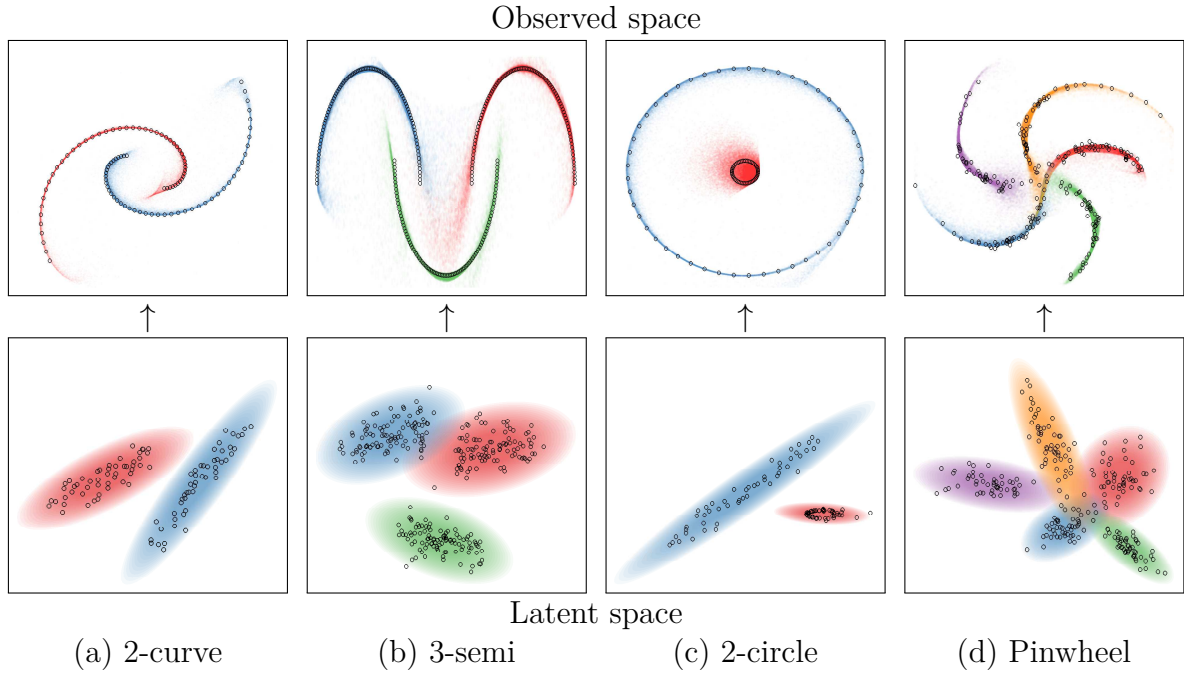 Observed space
↑ ↑ ↑ ↑
Latent space
(a) 2-curve (b) 3-semi (c) 2-circle (d) Pinwheel